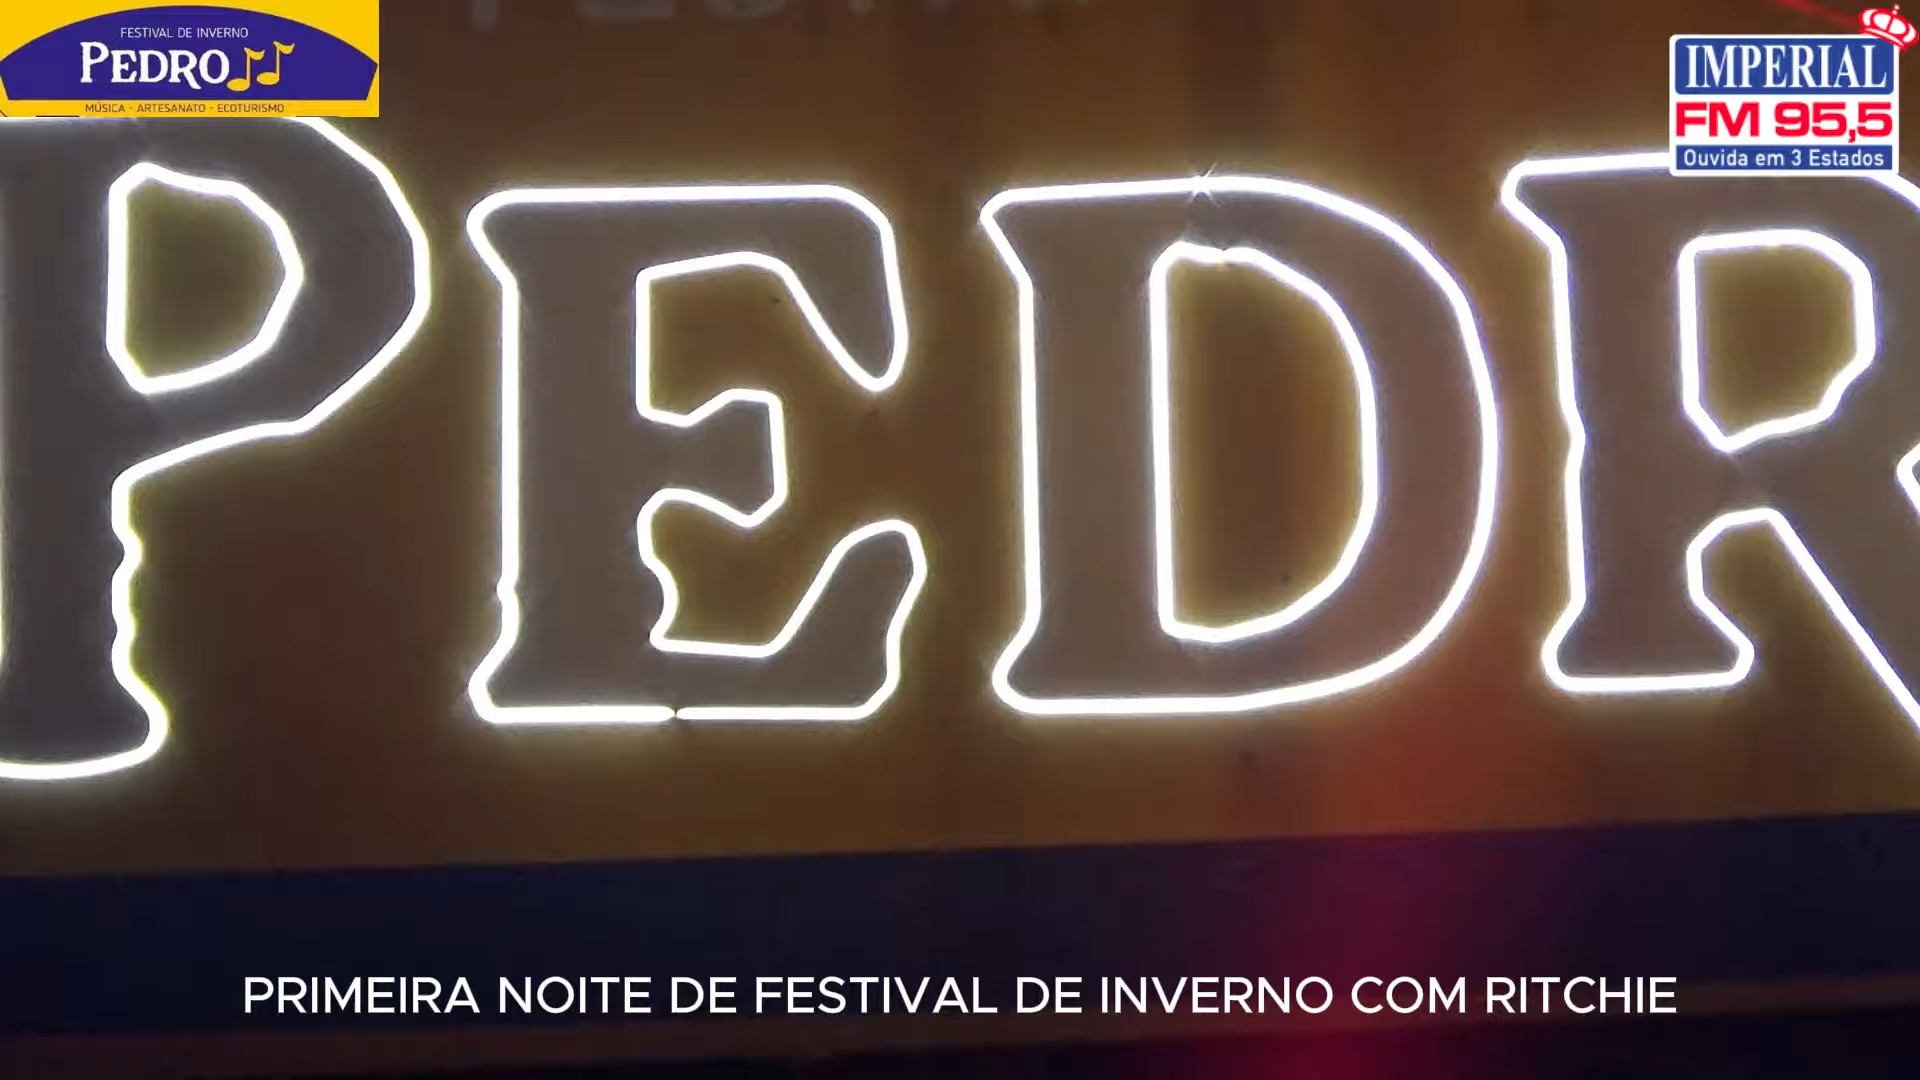 FESTIVAL DE INVERNO
PEDRO
MÚSICA - ARTESANATO - ECOTURISMO
IMPERIAL
FM 95,5
Ouvida em 3 Estados
PEDR
PRIMEIRA NOITE DE FESTIVAL DE INVERNO COM RITCHIE